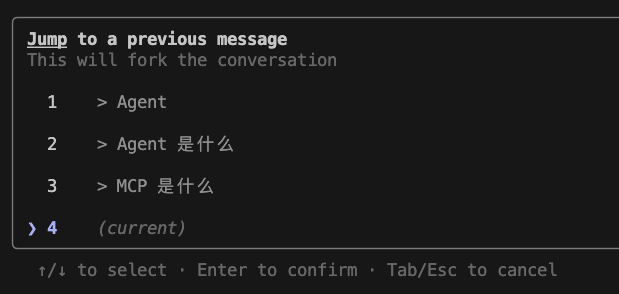 Jump to a previous message
This will fork the conversation
1 > Agent
2 > Agent 是什么
3 > MCP 是什么
❯ 4 (current)
↑/↓ to select · Enter to confirm · Tab/Esc to cancel